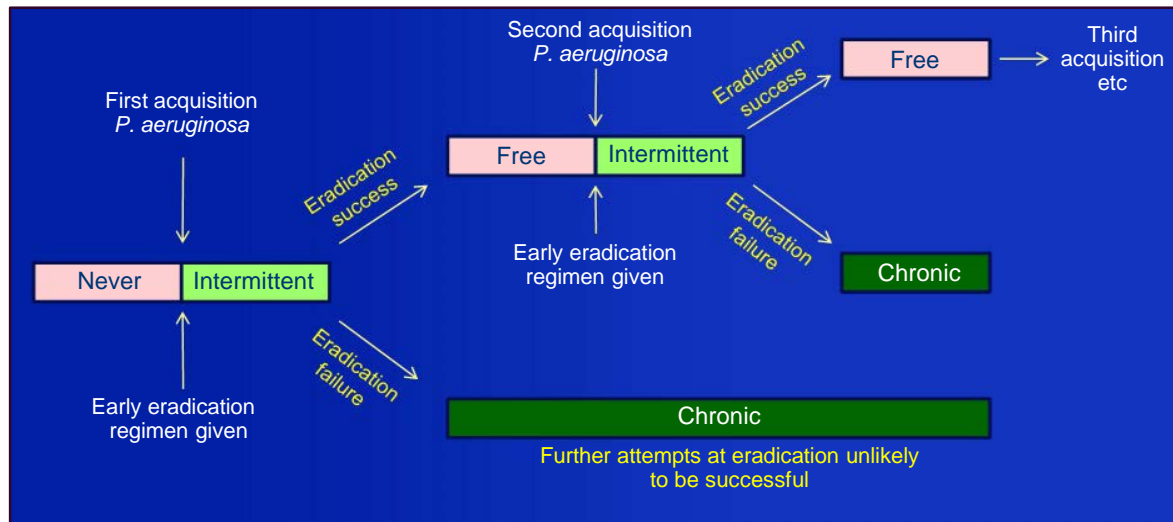 First acquisition
P. aeruginosa
Never
Intermittent
Early eradication
regimen given
Eradication
success
Eradication
failure
Second acquisition
P. aeruginosa
Free
Intermittent
Early eradication
regimen given
Eradication
success
Eradication
failure
Free
Third
acquisition
etc
Chronic
Chronic
Further attempts at eradication unlikely
to be successful